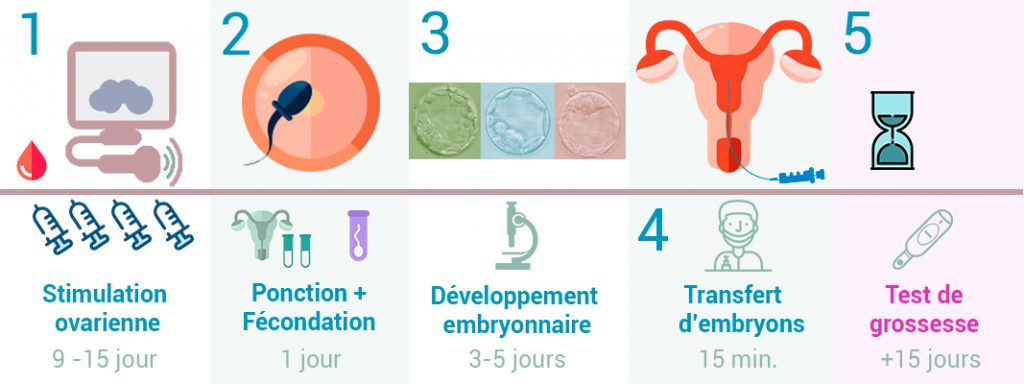 1
Stimulation
ovarienne
9 -15 jour
2
Ponction +
Fécondation
1 jour
3
Développement
embryonnaire
3-5 jours
4
Transfert
d'embryons
15 min.
5
Test de
grossesse
+15 jours